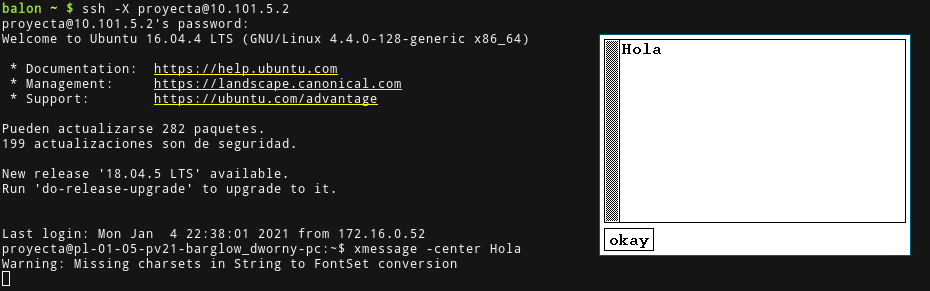 balon ~ $ ssh -X proyecta@10.101.5.2
proyecta@10.101.5.2's password:
Welcome to Ubuntu 16.04.4 LTS (GNU/Linux 4.4.0-128-generic x86_64)
* Documentation:  https://help.ubuntu.com
* Management:     https://landscape.canonical.com
* Support:        https://ubuntu.com/advantage
Pueden actualizarse 282 paquetes.
199 actualizaciones son de seguridad.
New release '18.04.5 LTS' available.
Run 'do-release-upgrade' to upgrade to it.
Last login: Mon Jan  4 22:38:01 2021 from 172.16.0.52
proyecta@pl-01-05-pv21-barglow_dworny-pc:~$ xmessage -center Hola
Warning: Missing charsets in String to FontSet conversion
Hola
okay